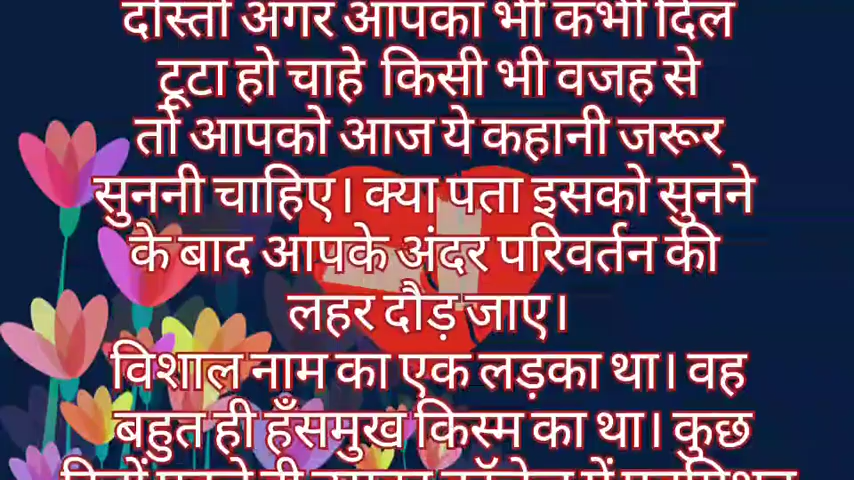 दोस्तों अगर आपका भी कभी दिल
टूटा हो चाहे किसी भी वजह से
तो आपको आज ये कहानी जरूर
सुननी चाहिए। क्या पता इसको सुनने
के बाद आपके अंदर परिवर्तन की
लहर दौड़ जाए।
विशाल नाम का एक लड़का था। वह
बहुत ही हँसमुख किस्म का था। कुछ